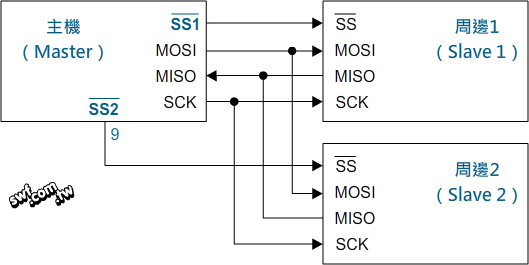 主機
（Master）
SS1
MOSI
MISO
SCK
SS2
9
SS
MOSI
MISO
SCK
周邊1
（Slave 1）
SS
MOSI
MISO
SCK
周邊2
（Slave 2）
swf.com.tw